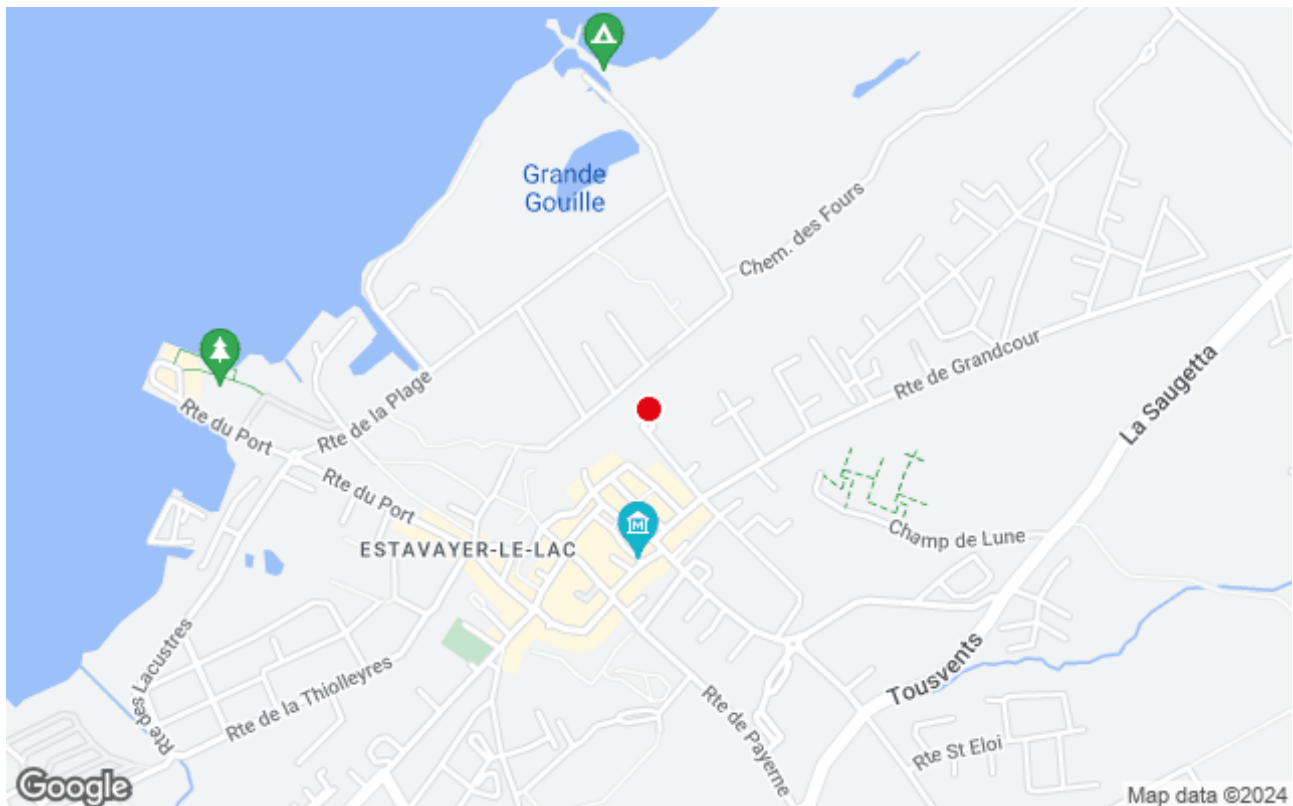 Grande
Gouille
Chem. des Fours
Rte de Grandcour
La Saugetta
Rte de la Plage
Rte du Port
Rte du Port
ESTAVAYER-LE-LAC
Champ de Lune
Rte des Lacustres
Rte de la Thiolleyres
Tousvents
Rte de Payerne
Rte St Eloi
M
Google
Map data ©2024